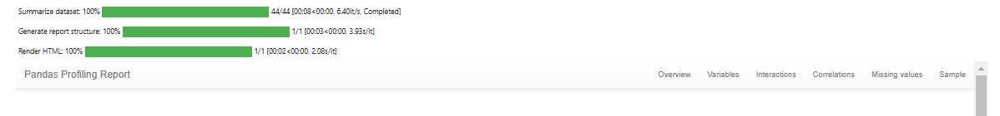 Summarize dataset: 100% 44/44 [00:08<00:00, 6.40it/s, Completed]
Generate report structure: 100% 1/1 [00:03<00:00, 3.93s/it]
Render HTML: 100% 1/1 [00:02<00:00, 2.08s/it]
Pandas Profiling Report Overview Variables Interactions Correlations Missing values Sample